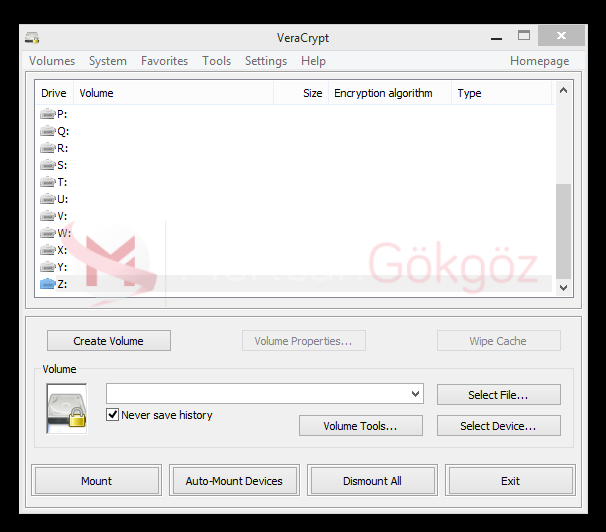 VeraCrypt
Volumes System Favorites Tools Settings Help Homepage
Drive Volume Size Encryption algorithm Type
P:
Q:
R:
S:
T:
U:
V:
W:
X:
Y:
Z:
M Gökgöz
Create Volume Volume Properties... Wipe Cache
Volume
Select File...
Never save history
Volume Tools... Select Device...
Mount Auto-Mount Devices Dismount All Exit